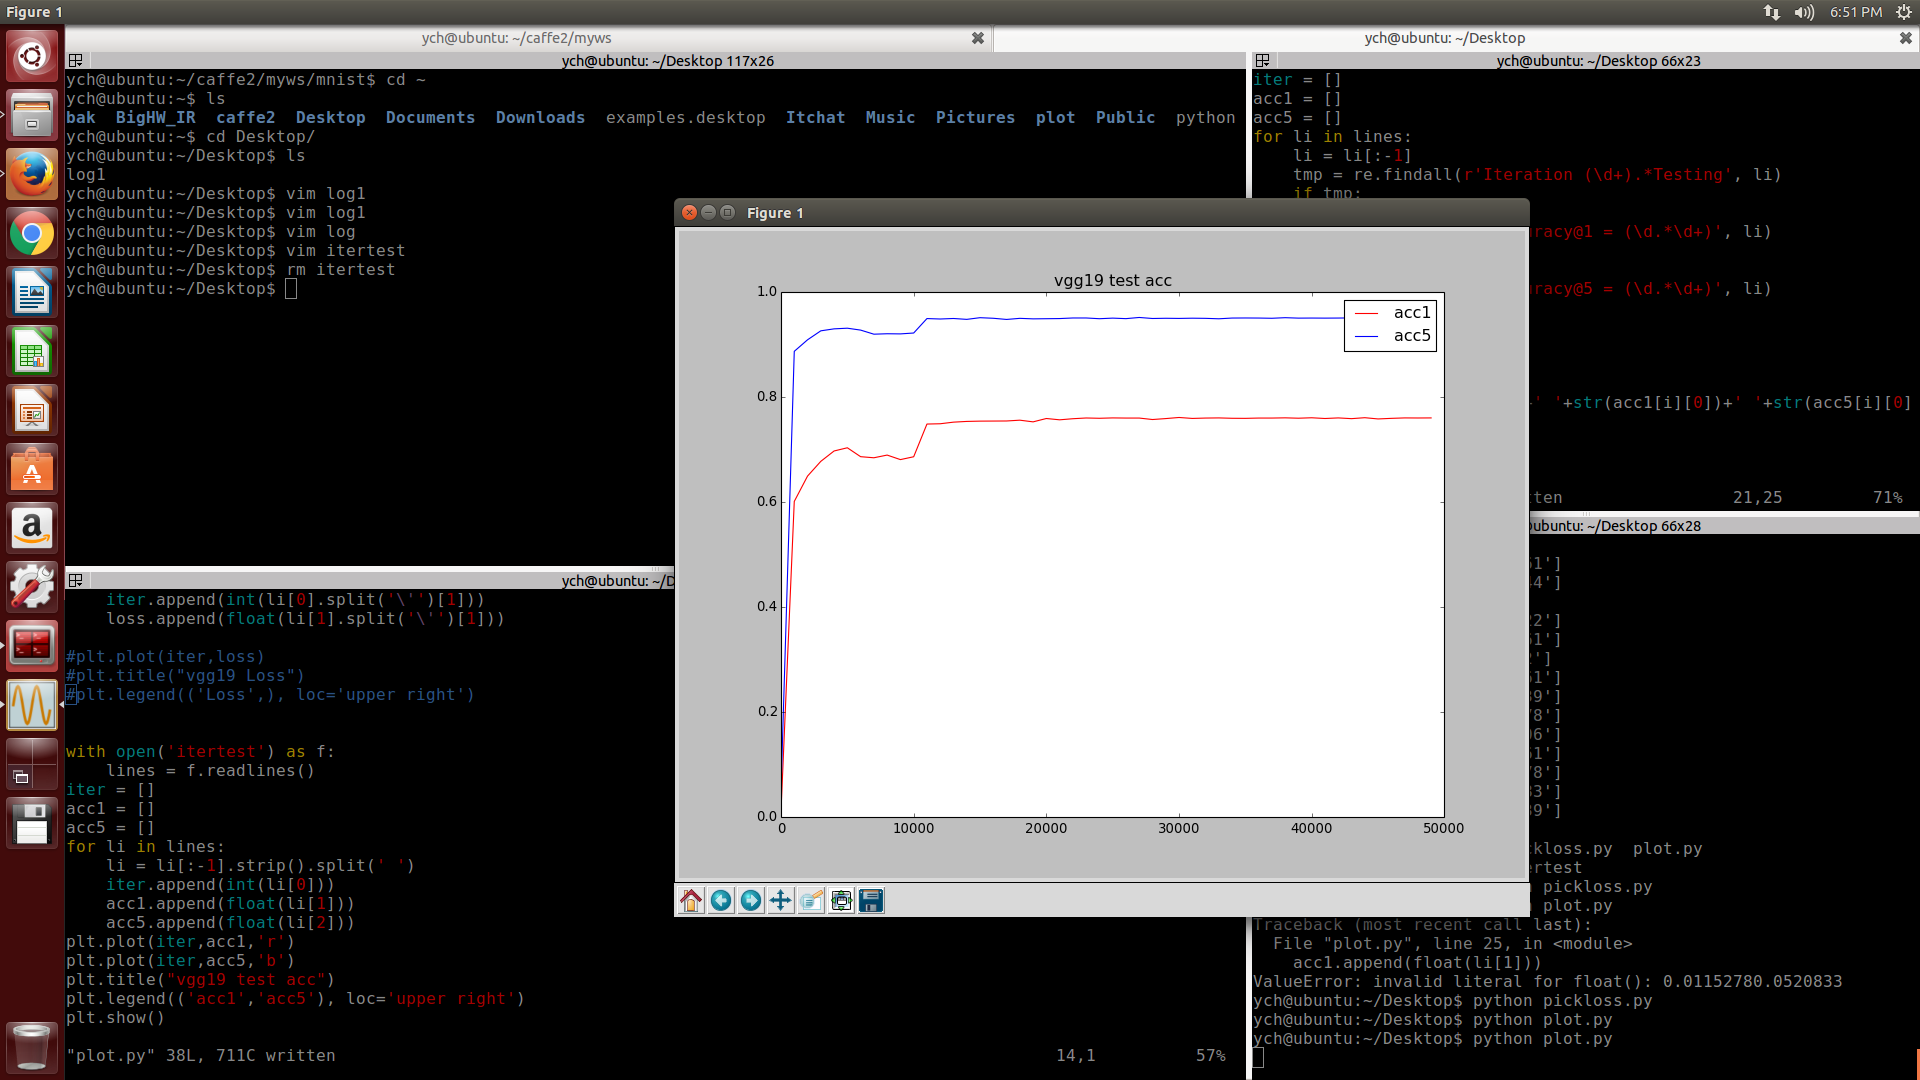 Figure 1
6:51 PM
ych@ubuntu: ~/caffe2/myws
ych@ubuntu: ~/Desktop
ych@ubuntu: ~/Desktop 117x26
ych@ubuntu:~/caffe2/myws/mnist$ cd ~
ych@ubuntu:~$ ls
bak  BigHW_IR  caffe2  Desktop  Documents  Downloads  examples.desktop  Itchat  Music  Pictures  plot  Public  python
ych@ubuntu:~$ cd Desktop/
ych@ubuntu:~/Desktop$ ls
log1
ych@ubuntu:~/Desktop$ vim log1
ych@ubuntu:~/Desktop$ vim log1
ych@ubuntu:~/Desktop$ vim log
ych@ubuntu:~/Desktop$ vim itertest
ych@ubuntu:~/Desktop$ rm itertest
ych@ubuntu:~/Desktop$
ych@ubuntu: ~/Desktop 66x23
iter = []
acc1 = []
acc5 = []
for li in lines:
    li = li[:-1]
    tmp = re.findall(r'Iteration (\d+).*Testing', li)
    if tmp:
racy@1 = (\d.*\d+)', li)
racy@5 = (\d.*\d+)', li)
' '+str(acc1[i][0])+' '+str(acc5[i][0]
ten 21,25 71%
Figure 1
vgg19 test acc
acc1
acc5
1.0
0.8
0.6
0.4
0.2
0.0
0 10000 20000 30000 40000 50000
ych@ubuntu: ~/D
    iter.append(int(li[0].split('\'')[1]))
    loss.append(float(li[1].split('\'')[1]))
#plt.plot(iter,loss)
#plt.title("vgg19 Loss")
#plt.legend(('Loss',), loc='upper right')
with open('itertest') as f:
    lines = f.readlines()
iter = []
acc1 = []
acc5 = []
for li in lines:
    li = li[:-1].strip().split(' ')
    iter.append(int(li[0]))
    acc1.append(float(li[1]))
    acc5.append(float(li[2]))
plt.plot(iter,acc1,'r')
plt.plot(iter,acc5,'b')
plt.title("vgg19 test acc")
plt.legend(('acc1','acc5'), loc='upper right')
plt.show()
"plot.py" 38L, 711C written 14,1 57%
ubuntu: ~/Desktop 66x28
51']
44']
22']
51']
2']
51']
39']
78']
06']
51']
78']
33']
39']
ckloss.py  plot.py
ertest
pickloss.py
plot.py
Traceback (most recent call last):
  File "plot.py", line 25, in <module>
    acc1.append(float(li[1]))
ValueError: invalid literal for float(): 0.01152780.0520833
ych@ubuntu:~/Desktop$ python pickloss.py
ych@ubuntu:~/Desktop$ python plot.py
ych@ubuntu:~/Desktop$ python plot.py